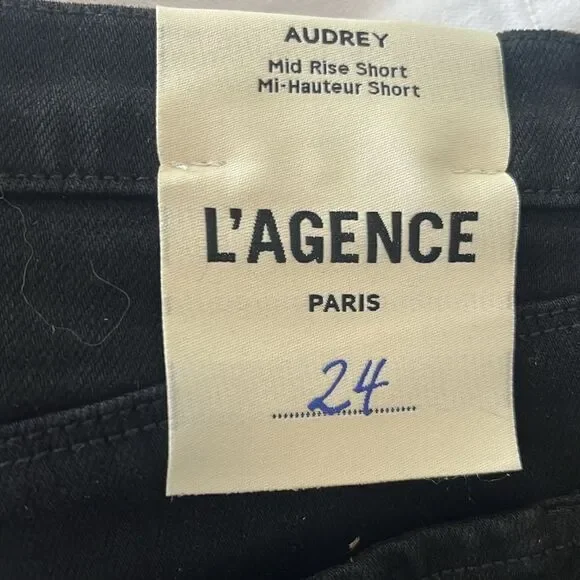 AUDREY
Mid Rise Short
Mi-Hauteur Short
L'AGENCE
PARIS
24